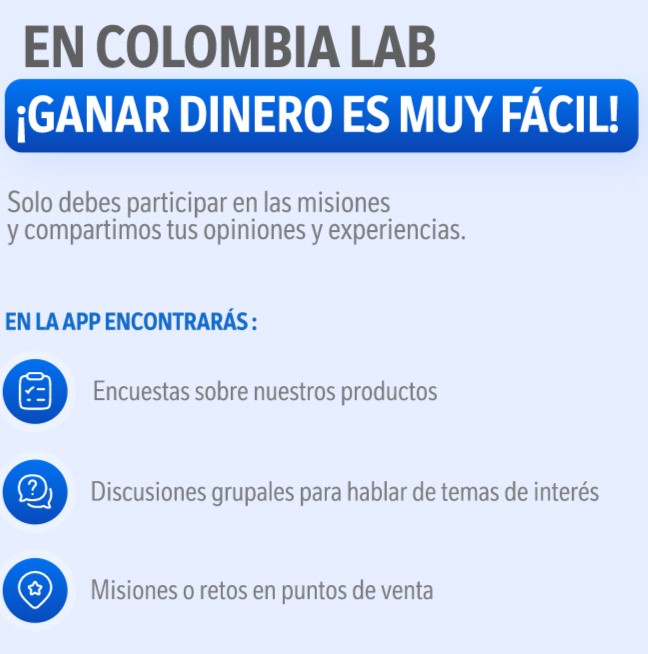 EN COLOMBIA LAB
¡GANAR DINERO ES MUY FÁCIL!
Solo debes participar en las misiones
y compartimos tus opiniones y experiencias.
EN LA APP ENCONTRARÁS :
Encuestas sobre nuestros productos
Discusiones grupales para hablar de temas de interés
Misiones o retos en puntos de venta